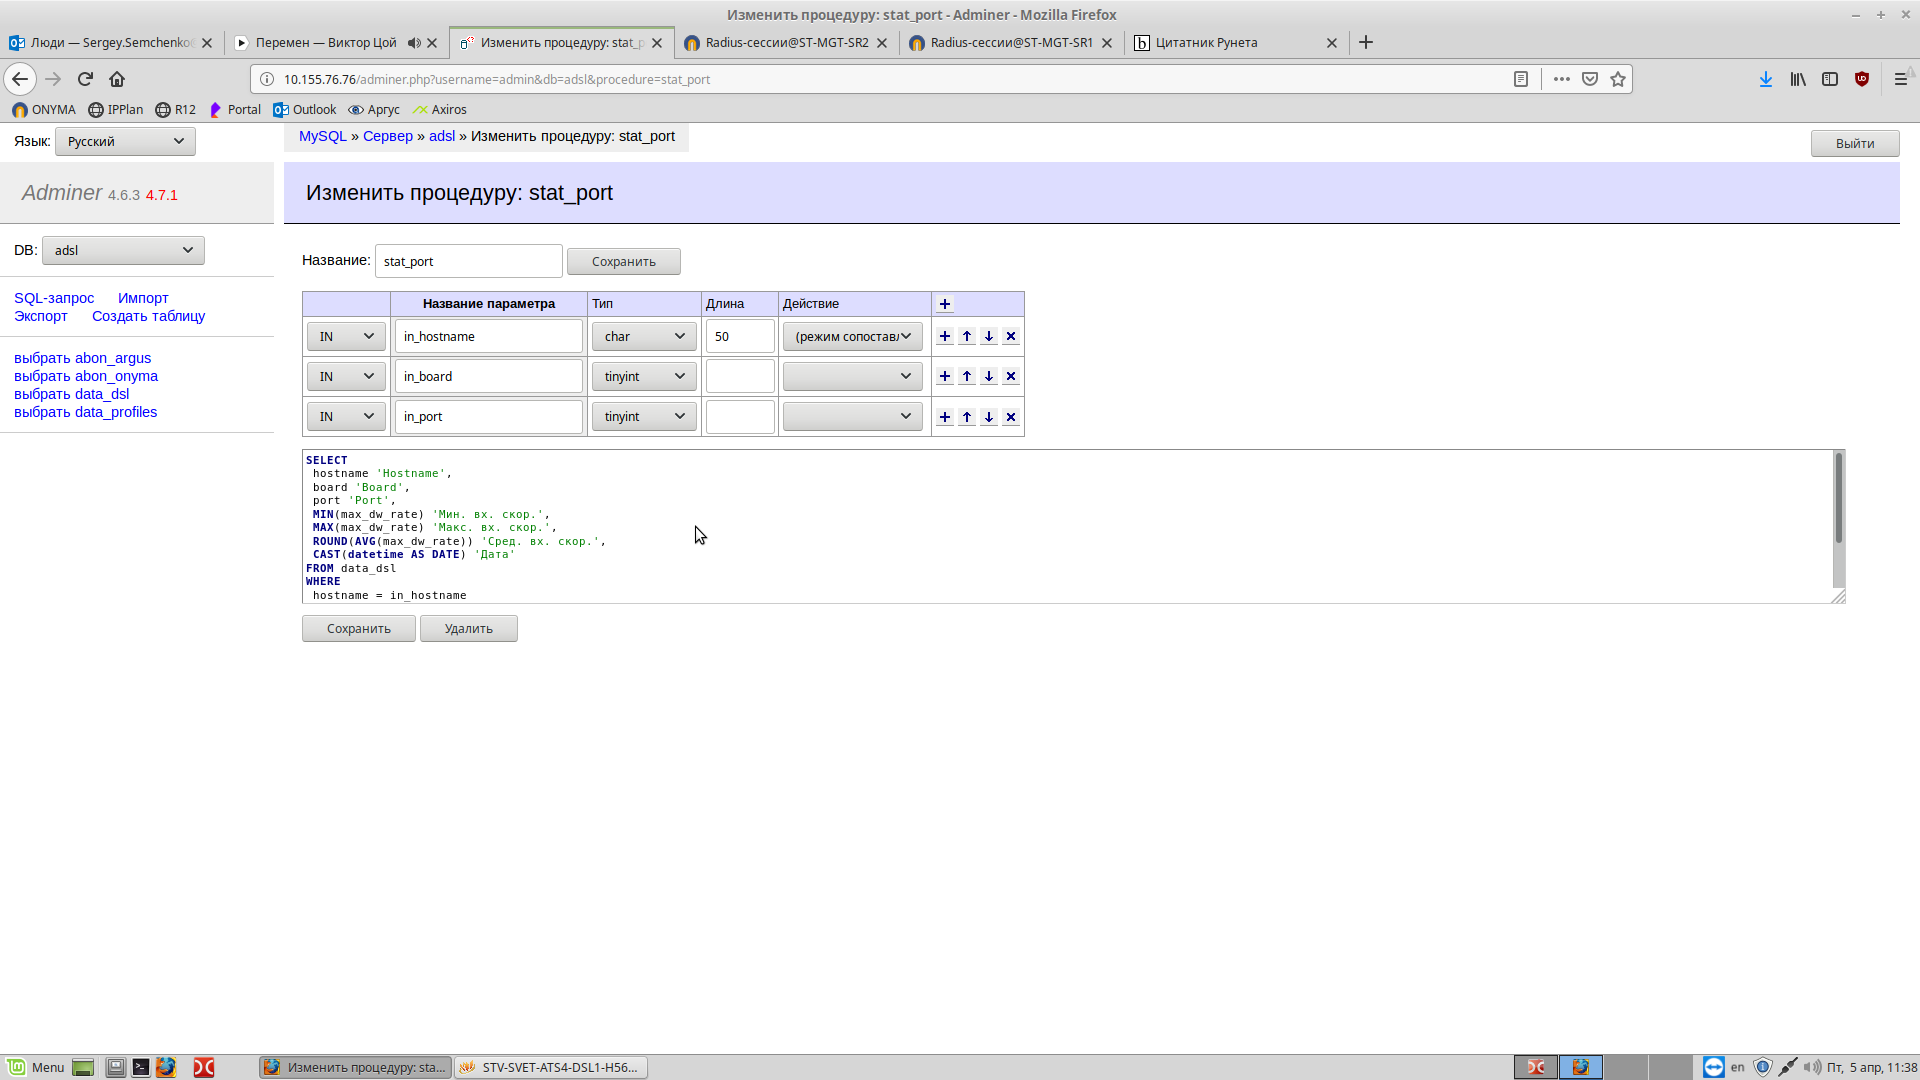 Изменить процедуру: stat_port - Adminer - Mozilla Firefox
Люди — Sergey.Semchenko
Перемен — Виктор Цой
Изменить процедуру: stat_p
Radius-сессии@ST-MGT-SR2
Radius-сессии@ST-MGT-SR1
Цитатник Рунета
10.155.76.76/adminer.php?username=admin&db=adsl&procedure=stat_port
ONYMA IPPlan R12 Portal Outlook Аргус Axiros
Язык: Русский
MySQL » Сервер » adsl » Изменить процедуру: stat_port
Выйти
Adminer 4.6.3 4.7.1
Изменить процедуру: stat_port
DB: adsl
SQL-запрос Импорт
Экспорт Создать таблицу
выбрать abon_argus
выбрать abon_onyma
выбрать data_dsl
выбрать data_profiles
Название: stat_port Сохранить
Название параметра Тип Длина Действие
IN in_hostname char 50 (режим сопостав
IN in_board tinyint
IN in_port tinyint
SELECT
hostname 'Hostname',
board 'Board',
port 'Port',
MIN(max_dw_rate) 'Мин. вх. скор.',
MAX(max_dw_rate) 'Макс. вх. скор.',
ROUND(AVG(max_dw_rate)) 'Сред. вх. скор.',
CAST(datetime AS DATE) 'Дата'
FROM data_dsl
WHERE
hostname = in_hostname
Сохранить Удалить
Menu
Изменить процедуру: sta...
STV-SVET-ATS4-DSL1-H56...
en
Пт, 5 апр, 11:38